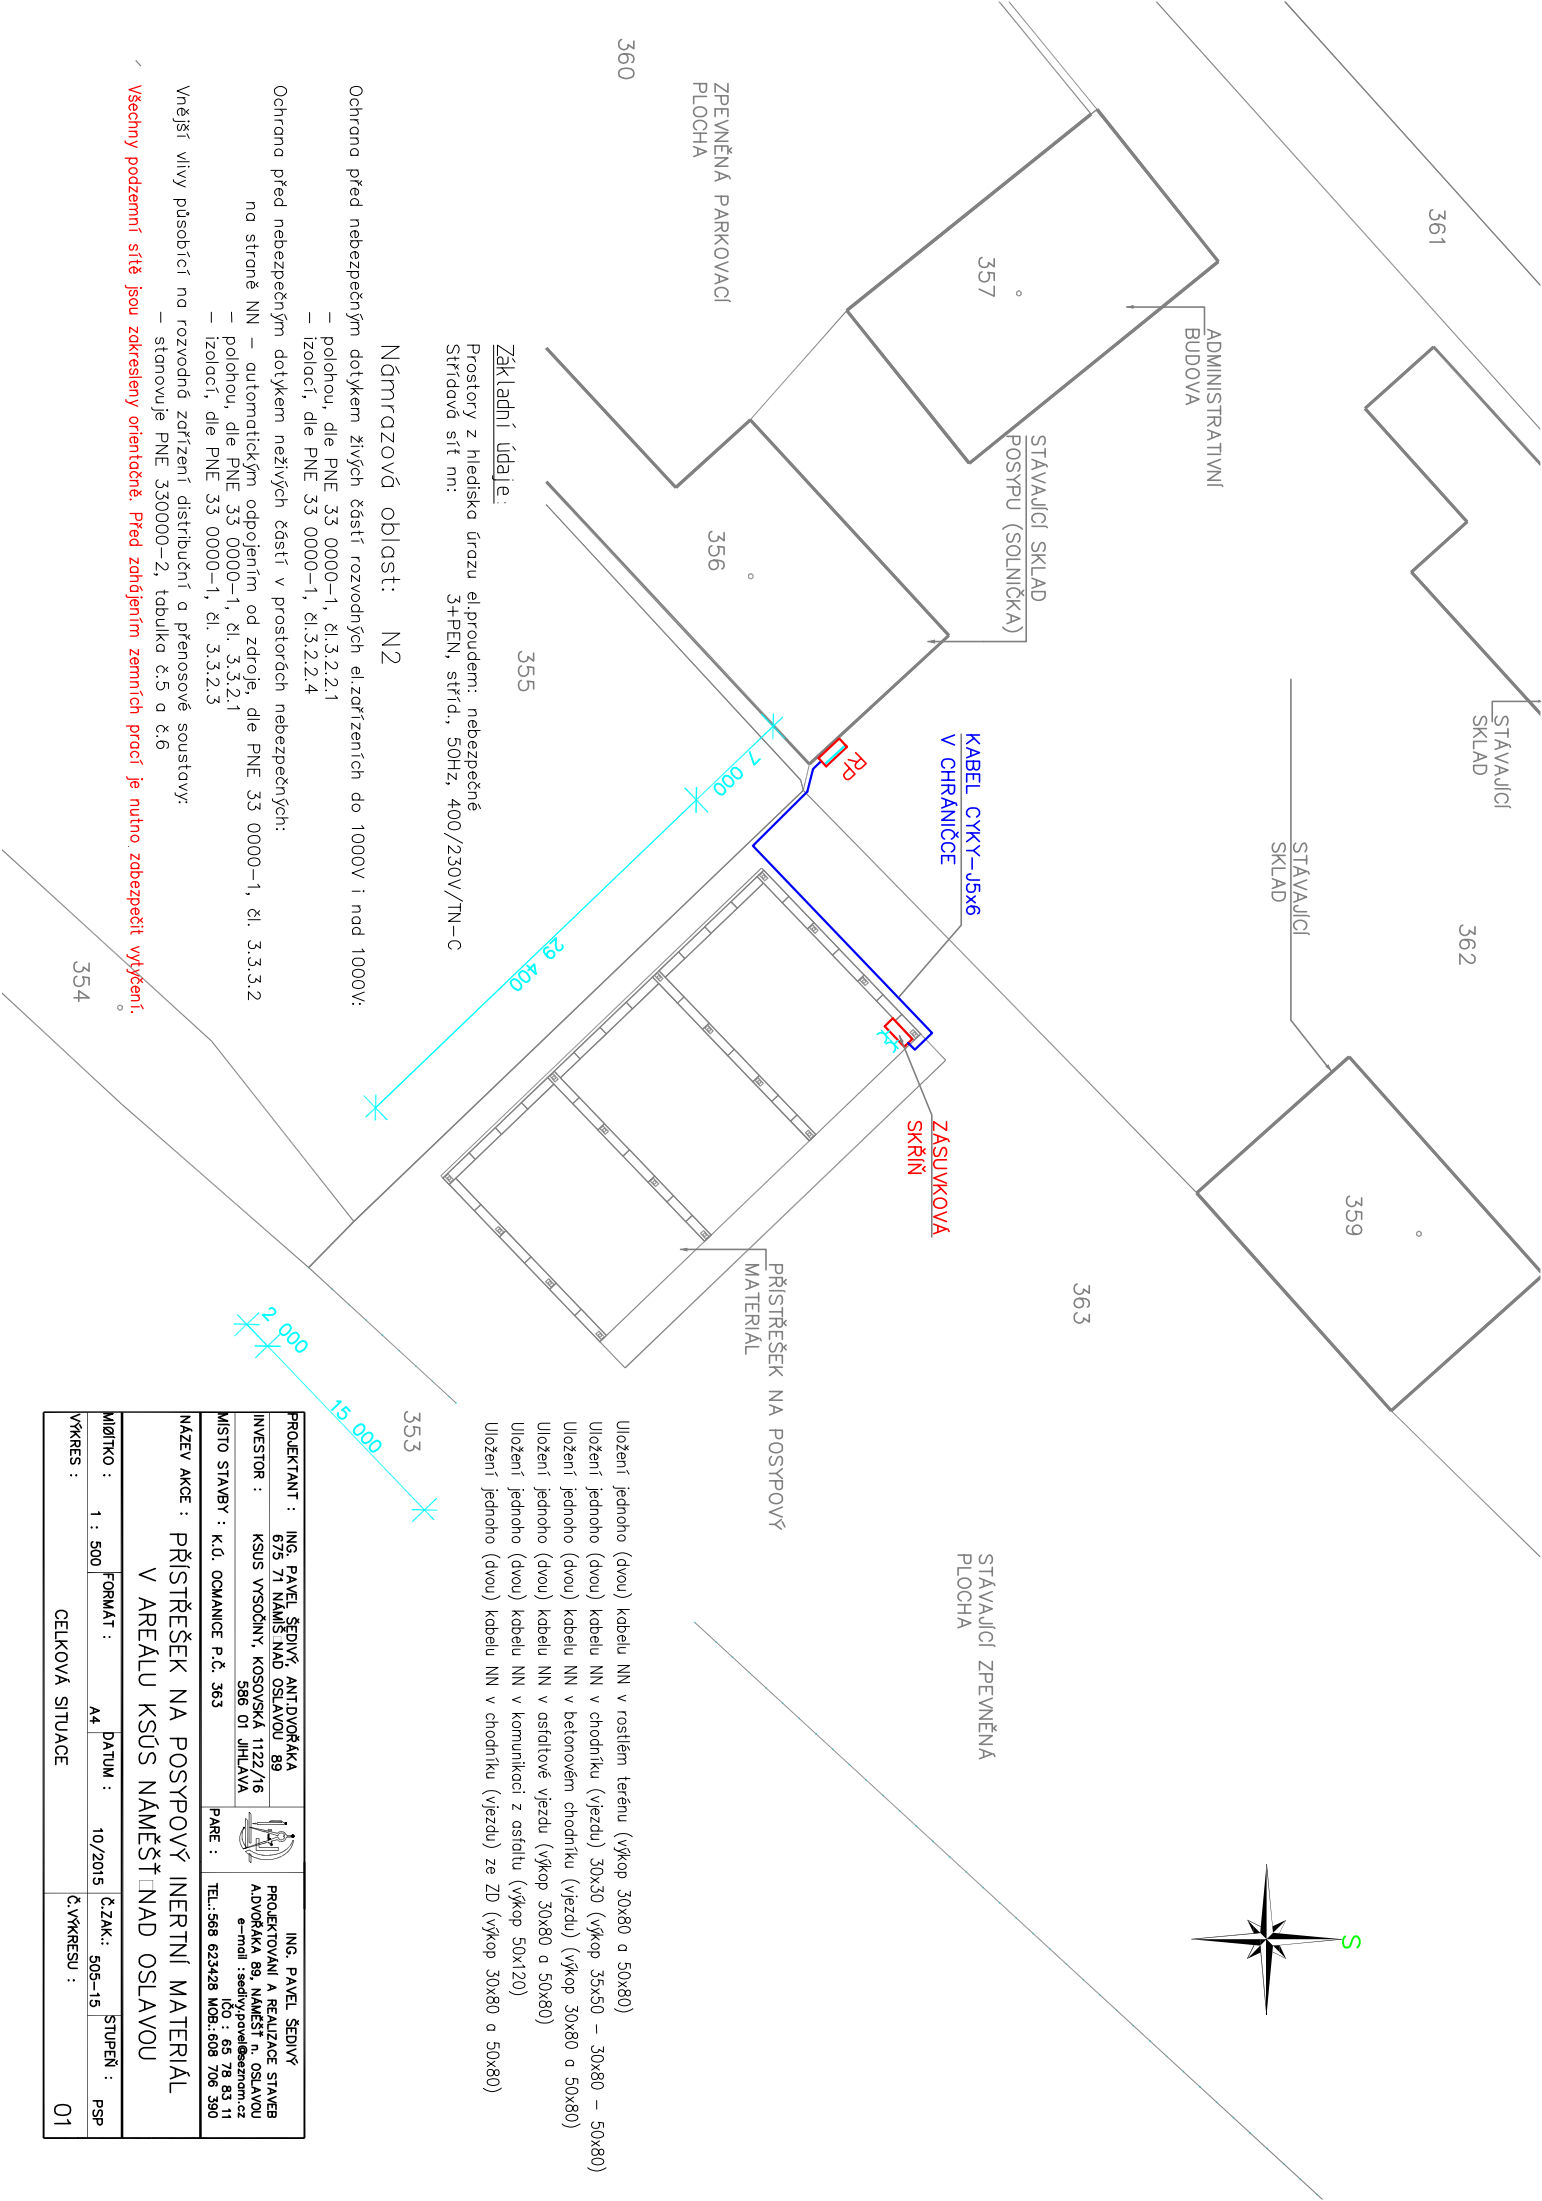 361
ADMINISTRATIVNÍ
BUDOVA
357
360
ZPEVNĚNÁ PARKOVACÍ
PLOCHA
STÁVAJÍCÍ
SKLAD
362
STÁVAJÍCÍ
SKLAD
359
STÁVAJÍCÍ SKLAD
POSYPU (SOLNIČKA)
356
355
KABEL CYKY-J5x6
V CHRÁNIČCE
RP
ZÁSUVKOVÁ
SKŘÍŇ
363
7 000
29 400
PŘÍSTŘEŠEK NA POSYPOVÝ
MATERIÁL
STÁVAJÍCÍ ZPEVNĚNÁ
PLOCHA
S
2 000
15 000
353
354
Základní údaje:
Prostory z hlediska úrazu el.proudem: nebezpečné
Střídavá síť nn: 3+PEN, stříd., 50Hz, 400/230V/TN-C
Námrazová oblast: N2
Ochrana před nebezpečným dotykem živých částí rozvodných el.zařízeních do 1000V i nad 1000V:
- polohou, dle PNE 33 0000-1, čl.3.2.2.1
- izolací, dle PNE 33 0000-1, čl.3.2.2.4
Ochrana před nebezpečným dotykem neživých částí v prostorách nebezpečných:
na straně NN - automatickým odpojením od zdroje, dle PNE 33 0000-1, čl. 3.3.3.2
- polohou, dle PNE 33 0000-1, čl. 3.3.2.1
- izolací, dle PNE 33 0000-1, čl. 3.3.2.3
Vnější vlivy působící na rozvodná zařízení distribuční a přenosové soustavy:
- stanovuje PNE 330000-2, tabulka č.5 a č.6
Všechny podzemní sítě jsou zakresleny orientačně. Před zahájením zemních prací je nutno zabezpečit vytyčení.
Uložení jednoho (dvou) kabelu NN v rostlém terénu (výkop 30x80 a 50x80)
Uložení jednoho (dvou) kabelu NN v chodníku (vjezdu) 30x30 (výkop 35x50 - 30x80 - 50x80)
Uložení jednoho (dvou) kabelu NN v betonovém chodníku (vjezdu) (výkop 30x80 a 50x80)
Uložení jednoho (dvou) kabelu NN v asfaltové vjezdu (výkop 30x80 a 50x80)
Uložení jednoho (dvou) kabelu NN v komunikaci z asfaltu (výkop 50x120)
Uložení jednoho (dvou) kabelu NN v chodníku (vjezdu) ze ZD (výkop 30x80 a 50x80)
PROJEKTANT : ING. PAVEL ŠEDIVÝ, ANT.DVOŘÁKA
675 71 NÁMĚŠ□NAD OSLAVOU 89
INVESTOR : KSUS VYSOČINY, KOSOVSKÁ 1122/16
586 01 JIHLAVA
MÍSTO STAVBY : K.Ú. OCMANICE P.Č. 363
PARE :
ING. PAVEL ŠEDIVÝ
PROJEKTOVÁNÍ A REALIZACE STAVEB
A.DVOŘÁKA 89, NÁMĚŠŤ n. OSLAVOU
e-mail :sedivy.pavel@seznam.cz
IČO : 65 78 83 11
TEL.:568 623428 MOB.:608 706 390
NÁZEV AKCE : PŘÍSTŘEŠEK NA POSYPOVÝ INERTNÍ MATERIÁL
V AREÁLU KSÚS NÁMĚŠŤ□NAD OSLAVOU
MIØÍTKO : 1 : 500
FORMÁT : A4
DATUM : 10/2015
Č.ZAK.: 505-15
STUPEŇ : PSP
VÝKRES : CELKOVÁ SITUACE
Č.VÝKRESU : 01